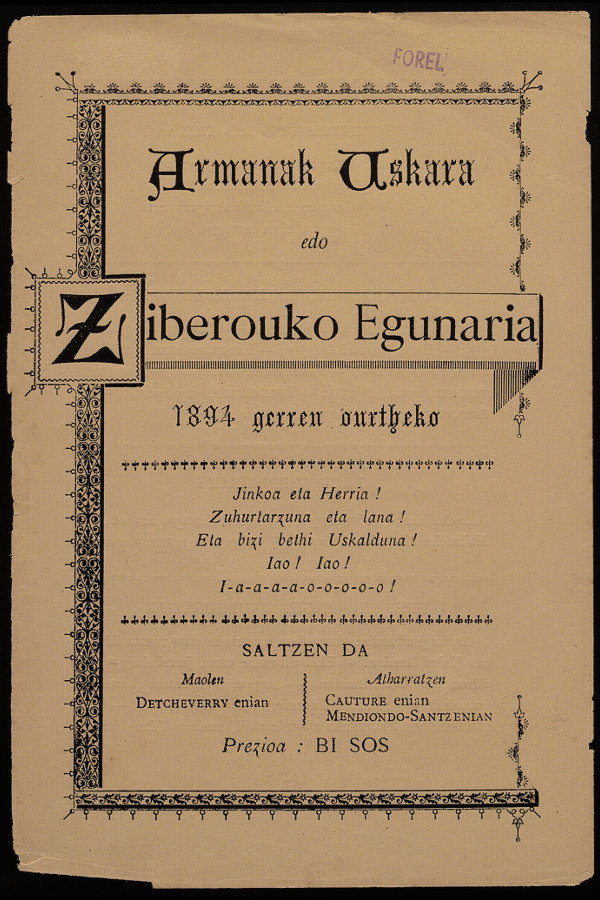 FOREL
Armanak Uskara
edo
Ziberouko Egunaria
1894 gerren ourtheko
Jinkoa eta Herria !
Zuhurtarzuna eta lana !
Eta bizi bethi Uskalduna !
Iao ! Iao !
I-a-a-a-a-o-o-o-o-o !
SALTZEN DA
Maolen
DETCHEVERRY enian
Atharratzen
CAUTURE enian
MENDIONDO-SANTZENIAN
Prezioa : BI SOS